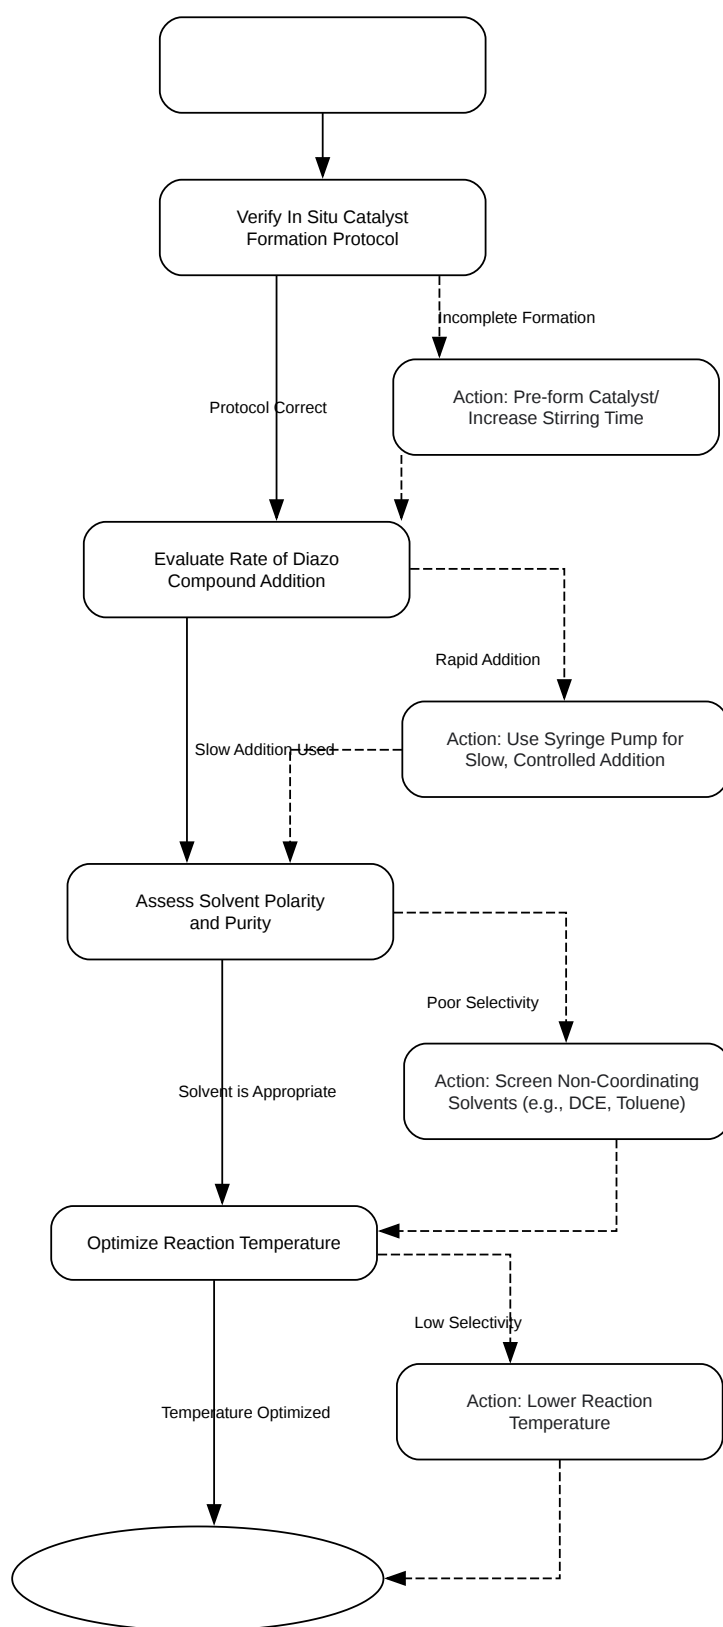 Verify In Situ Catalyst
Formation Protocol
Incomplete Formation
Action: Pre-form Catalyst/
Increase Stirring Time
Protocol Correct
Evaluate Rate of Diazo
Compound Addition
Rapid Addition
Action: Use Syringe Pump for
Slow, Controlled Addition
Slow Addition Used
Assess Solvent Polarity
and Purity
Poor Selectivity
Action: Screen Non-Coordinating
Solvents (e.g., DCE, Toluene)
Solvent is Appropriate
Optimize Reaction Temperature
Low Selectivity
Action: Lower Reaction
Temperature
Temperature Optimized